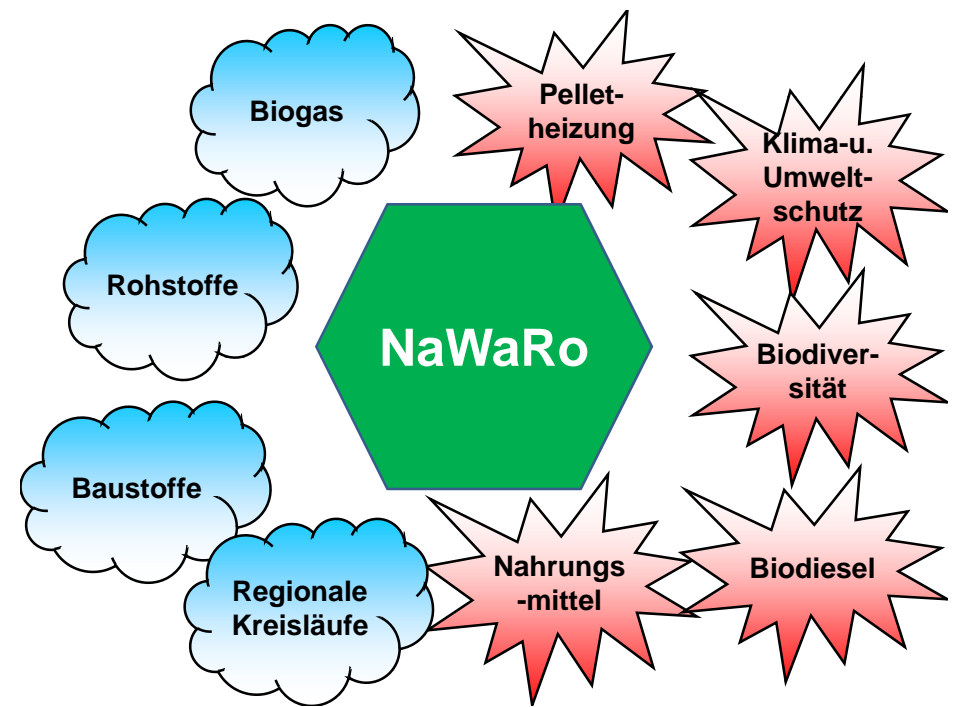 Biogas
Pellet-
heizung
Klima-u.
Umwelt-
schutz
Rohstoffe
NaWaRo
Biodiver-
sität
Baustoffe
Regionale
Kreisläufe
Nahrungs
-mittel
Biodiesel